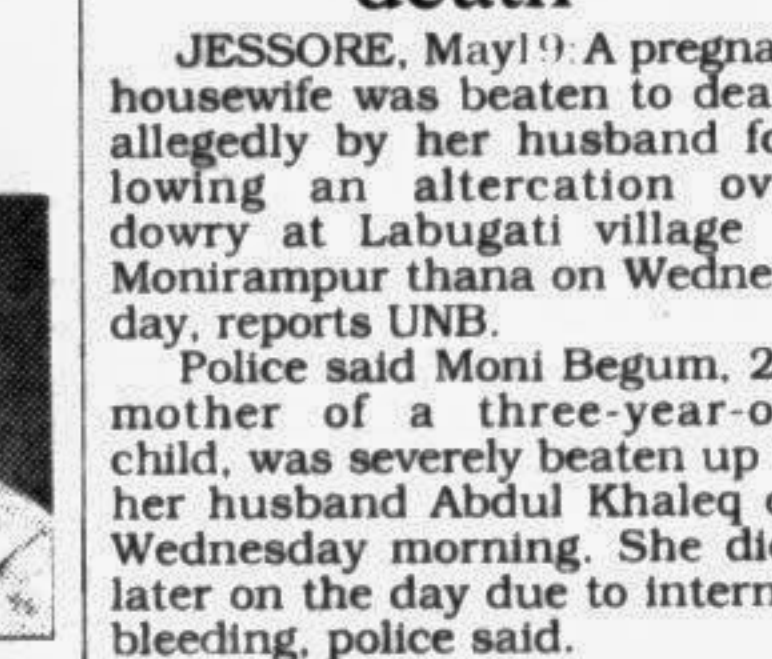 death
JESSORE, May19: A pregna
housewife was beaten to dea
allegedly by her husband fo
lowing an altercation ov
dowry at Labugati village
Monirampur thana on Wedne
day, reports UNB.
Police said Moni Begum, 2
mother of a three-year-o
child, was severely beaten up
her husband Abdul Khaleq
Wednesday morning. She di
later on the day due to intern
bleeding, police said.